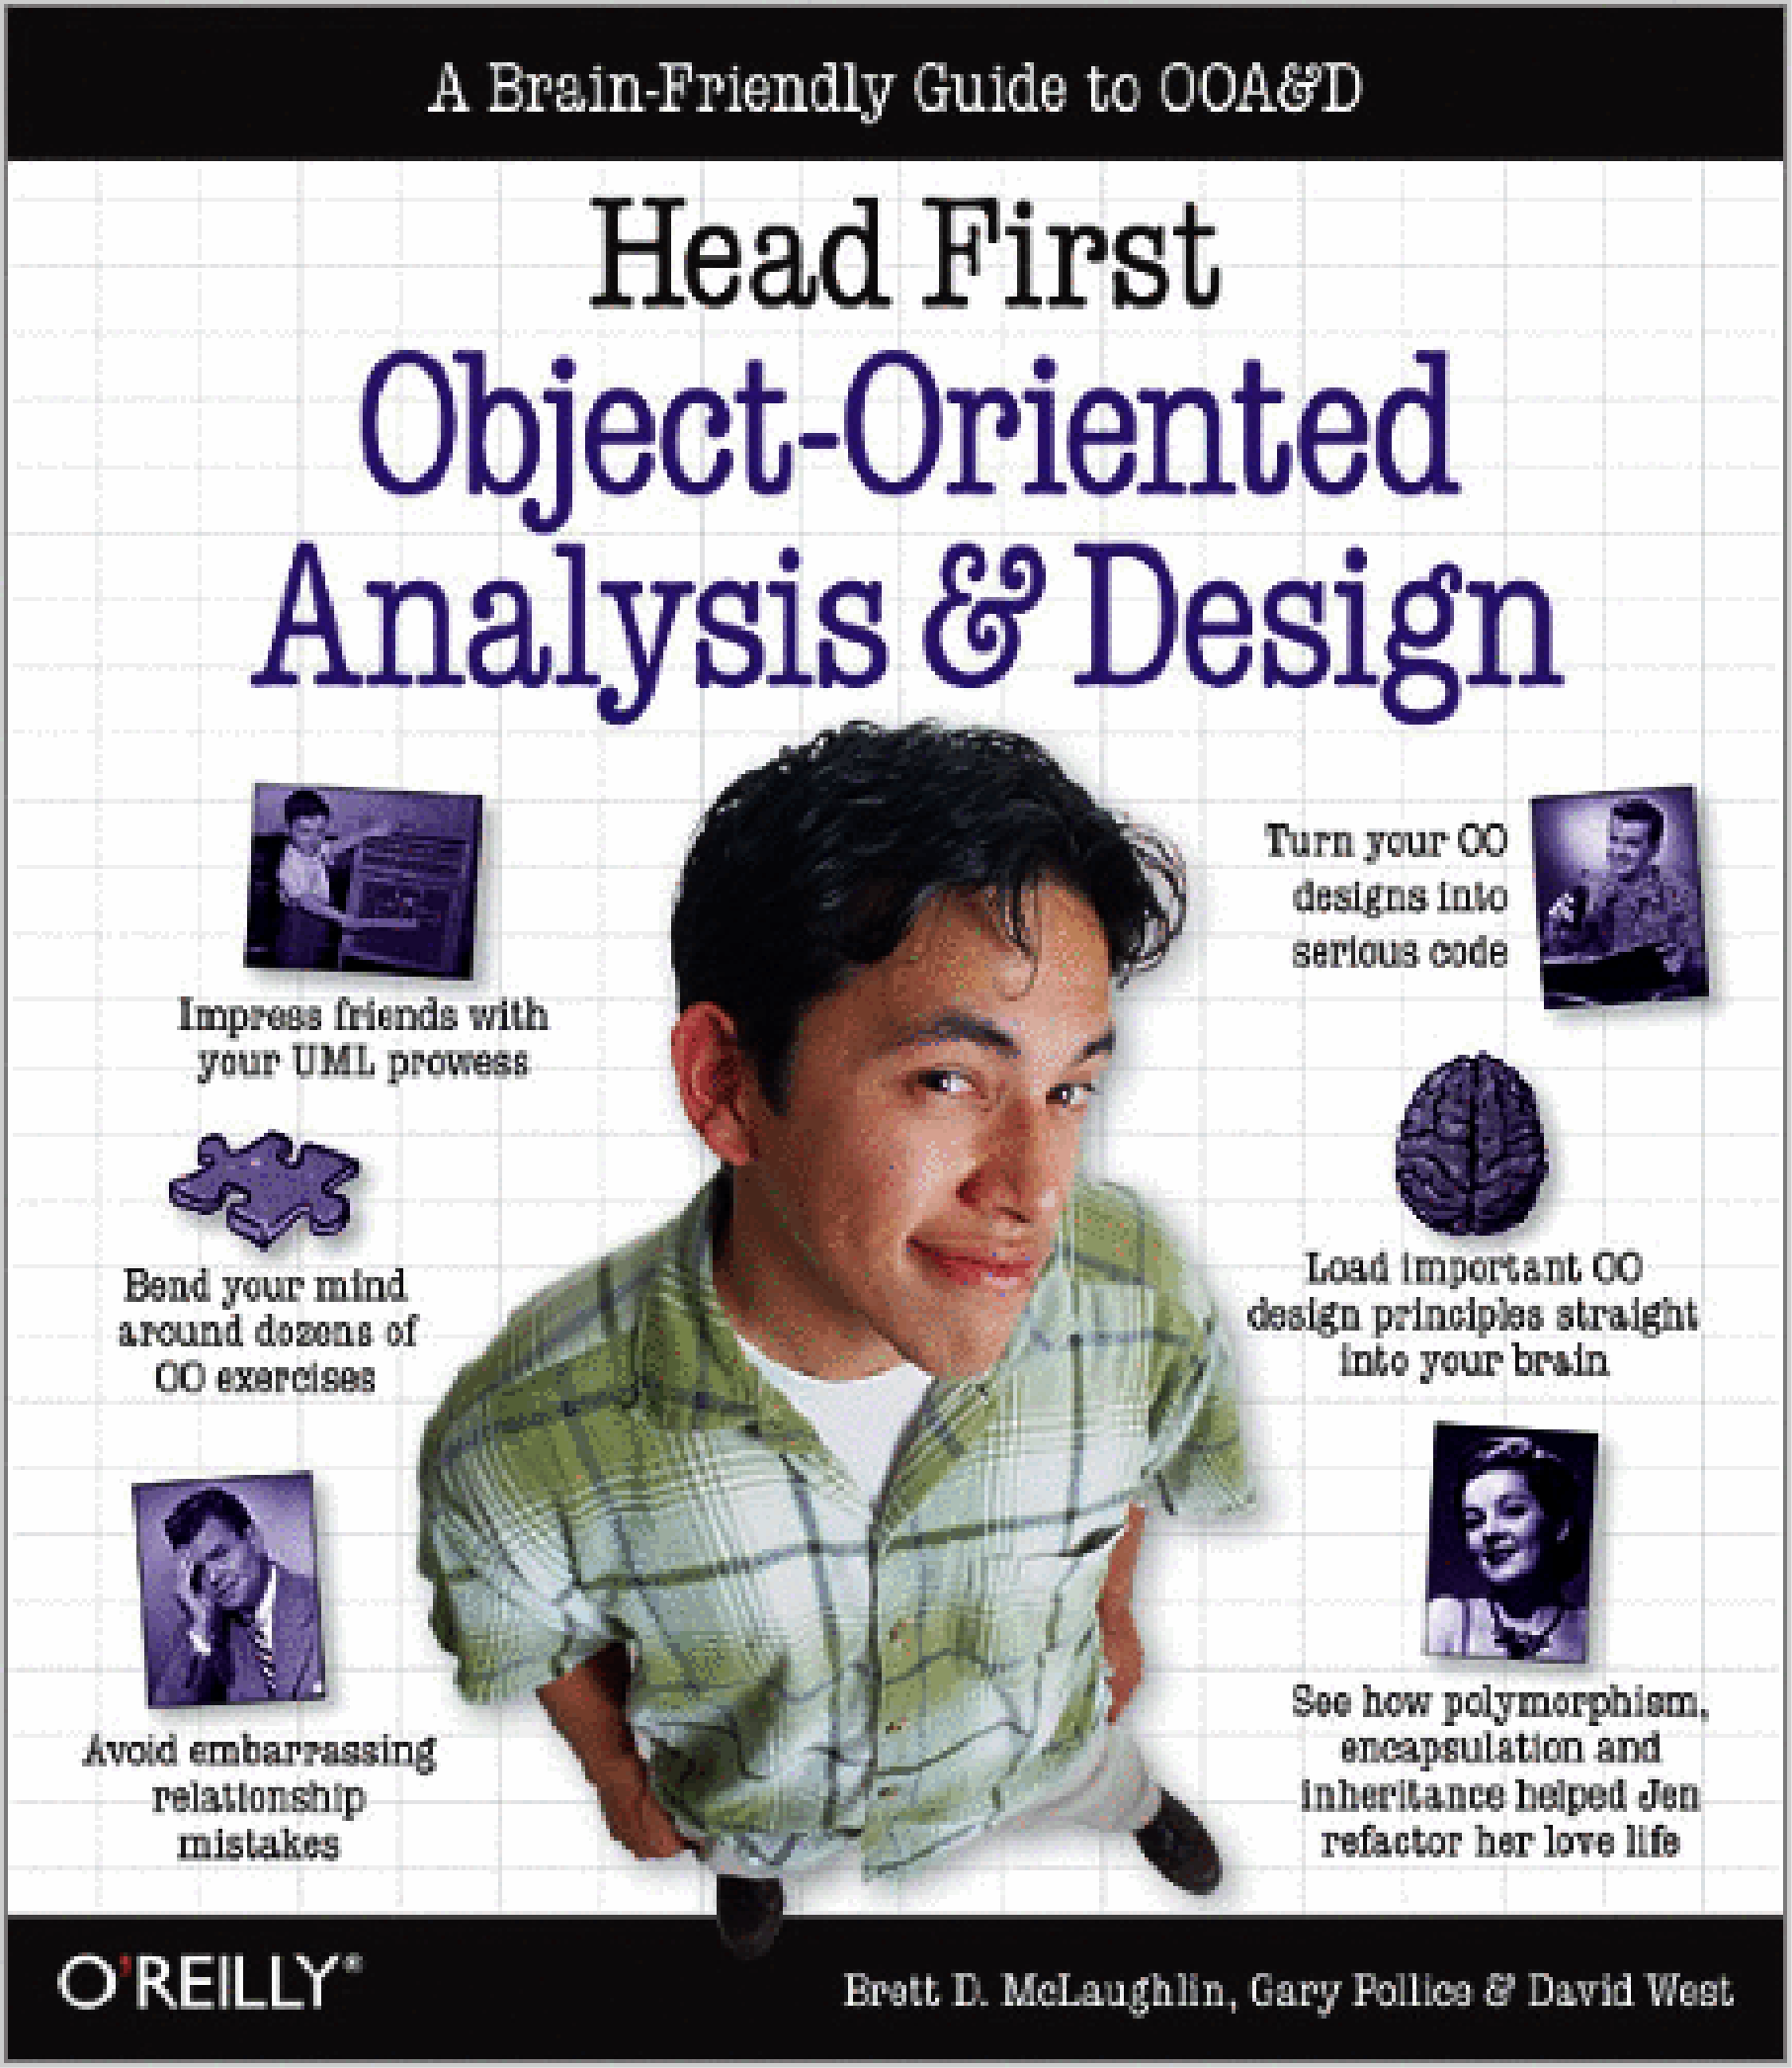 A Brain-Friendly Guide to OOA&D
Head First
Object-Oriented
Analysis & Design
Impress friends with
your UML prowess
Bend your mind
around dozens of
OO exercises
Avoid embarrassing
relationship
mistakes
Turn your OO
designs into
serious code
Load important OO
design principles straight
into your brain
See how polymorphism,
encapsulation and
inheritance helped Jen
refactor her love life
O'REILLY®
Brett D. McLaughlin, Gary Pollice & David West